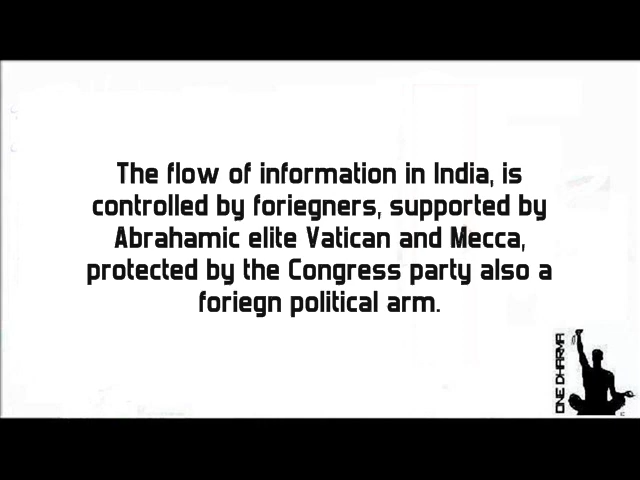 The flow of information in India, is
controlled by foriegners, supported by
Abrahamic elite Vatican and Mecca,
protected by the Congress party also a
foriegn political arm.
ONE DHARMA